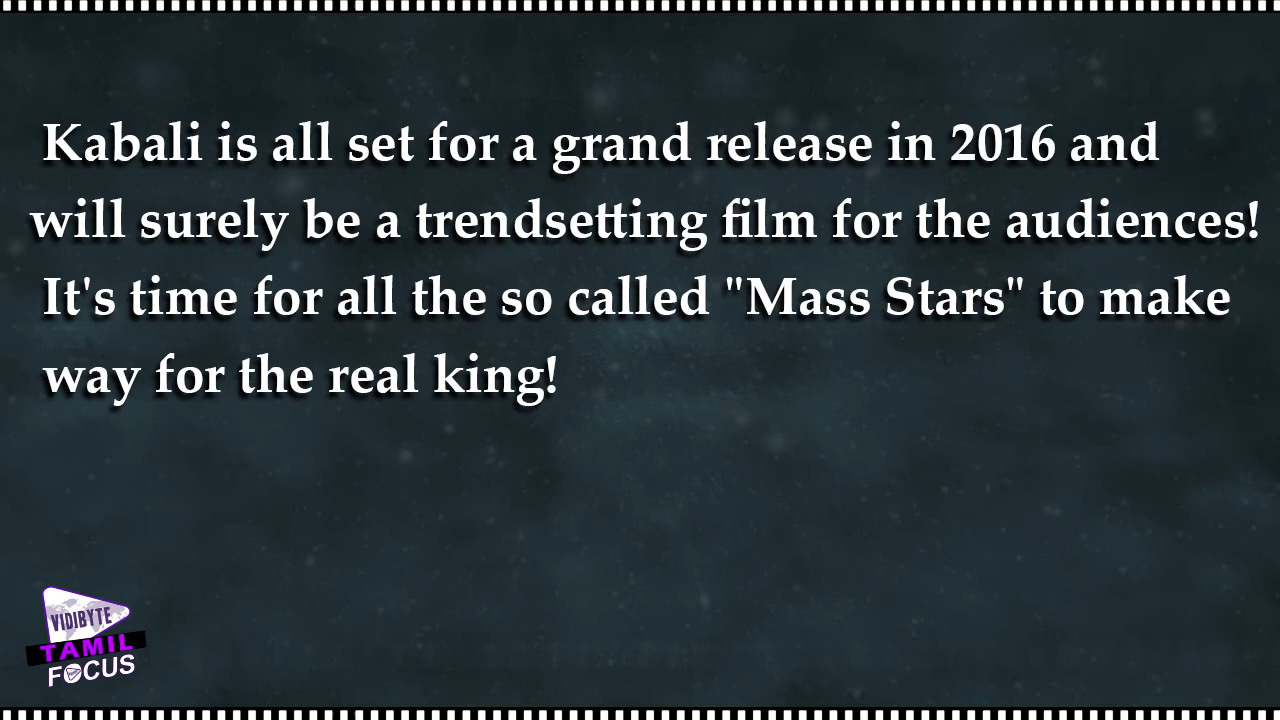 Kabali is all set for a grand release in 2016 and
will surely be a trendsetting film for the audiences!
It's time for all the so called "Mass Stars" to make
way for the real king!
VIDIBYTE
TAMIL
FOCUS